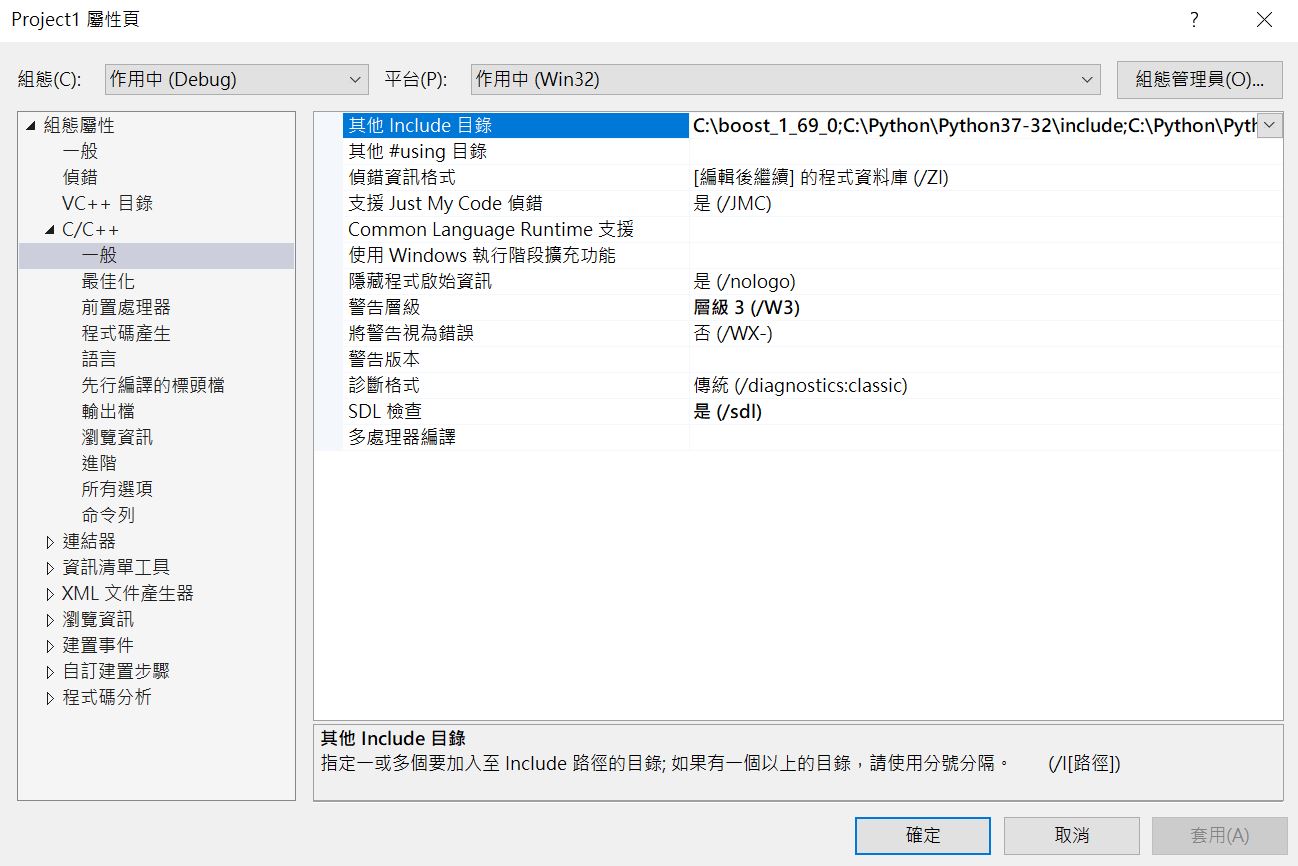 Project1 屬性頁
?
組態(C): 作用中 (Debug) 平台(P): 作用中 (Win32) 組態管理員(O)...
組態屬性
一般
偵錯
VC++ 目錄
C/C++
一般
最佳化
前置處理器
程式碼產生
語言
先行編譯的標頭檔
輸出檔
瀏覽資訊
進階
所有選項
命令列
連結器
資訊清單工具
XML 文件產生器
瀏覽資訊
建置事件
自訂建置步驟
程式碼分析
其他 Include 目錄 C:\boost_1_69_0;C:\Python\Python37-32\include;C:\Python\Pyth
其他 #using 目錄
偵錯資訊格式 [編輯後繼續] 的程式資料庫 (/ZI)
支援 Just My Code 偵錯 是 (/JMC)
Common Language Runtime 支援
使用 Windows 執行階段擴充功能
隱藏程式啟始資訊 是 (/nologo)
警告層級 層級 3 (/W3)
將警告視為錯誤 否 (/WX-)
警告版本
診斷格式 傳統 (/diagnostics:classic)
SDL 檢查 是 (/sdl)
多處理器編譯
其他 Include 目錄
指定一或多個要加入至 Include 路徑的目錄; 如果有一個以上的目錄，請使用分號分隔。 (/I[路徑])
確定 取消 套用(A)